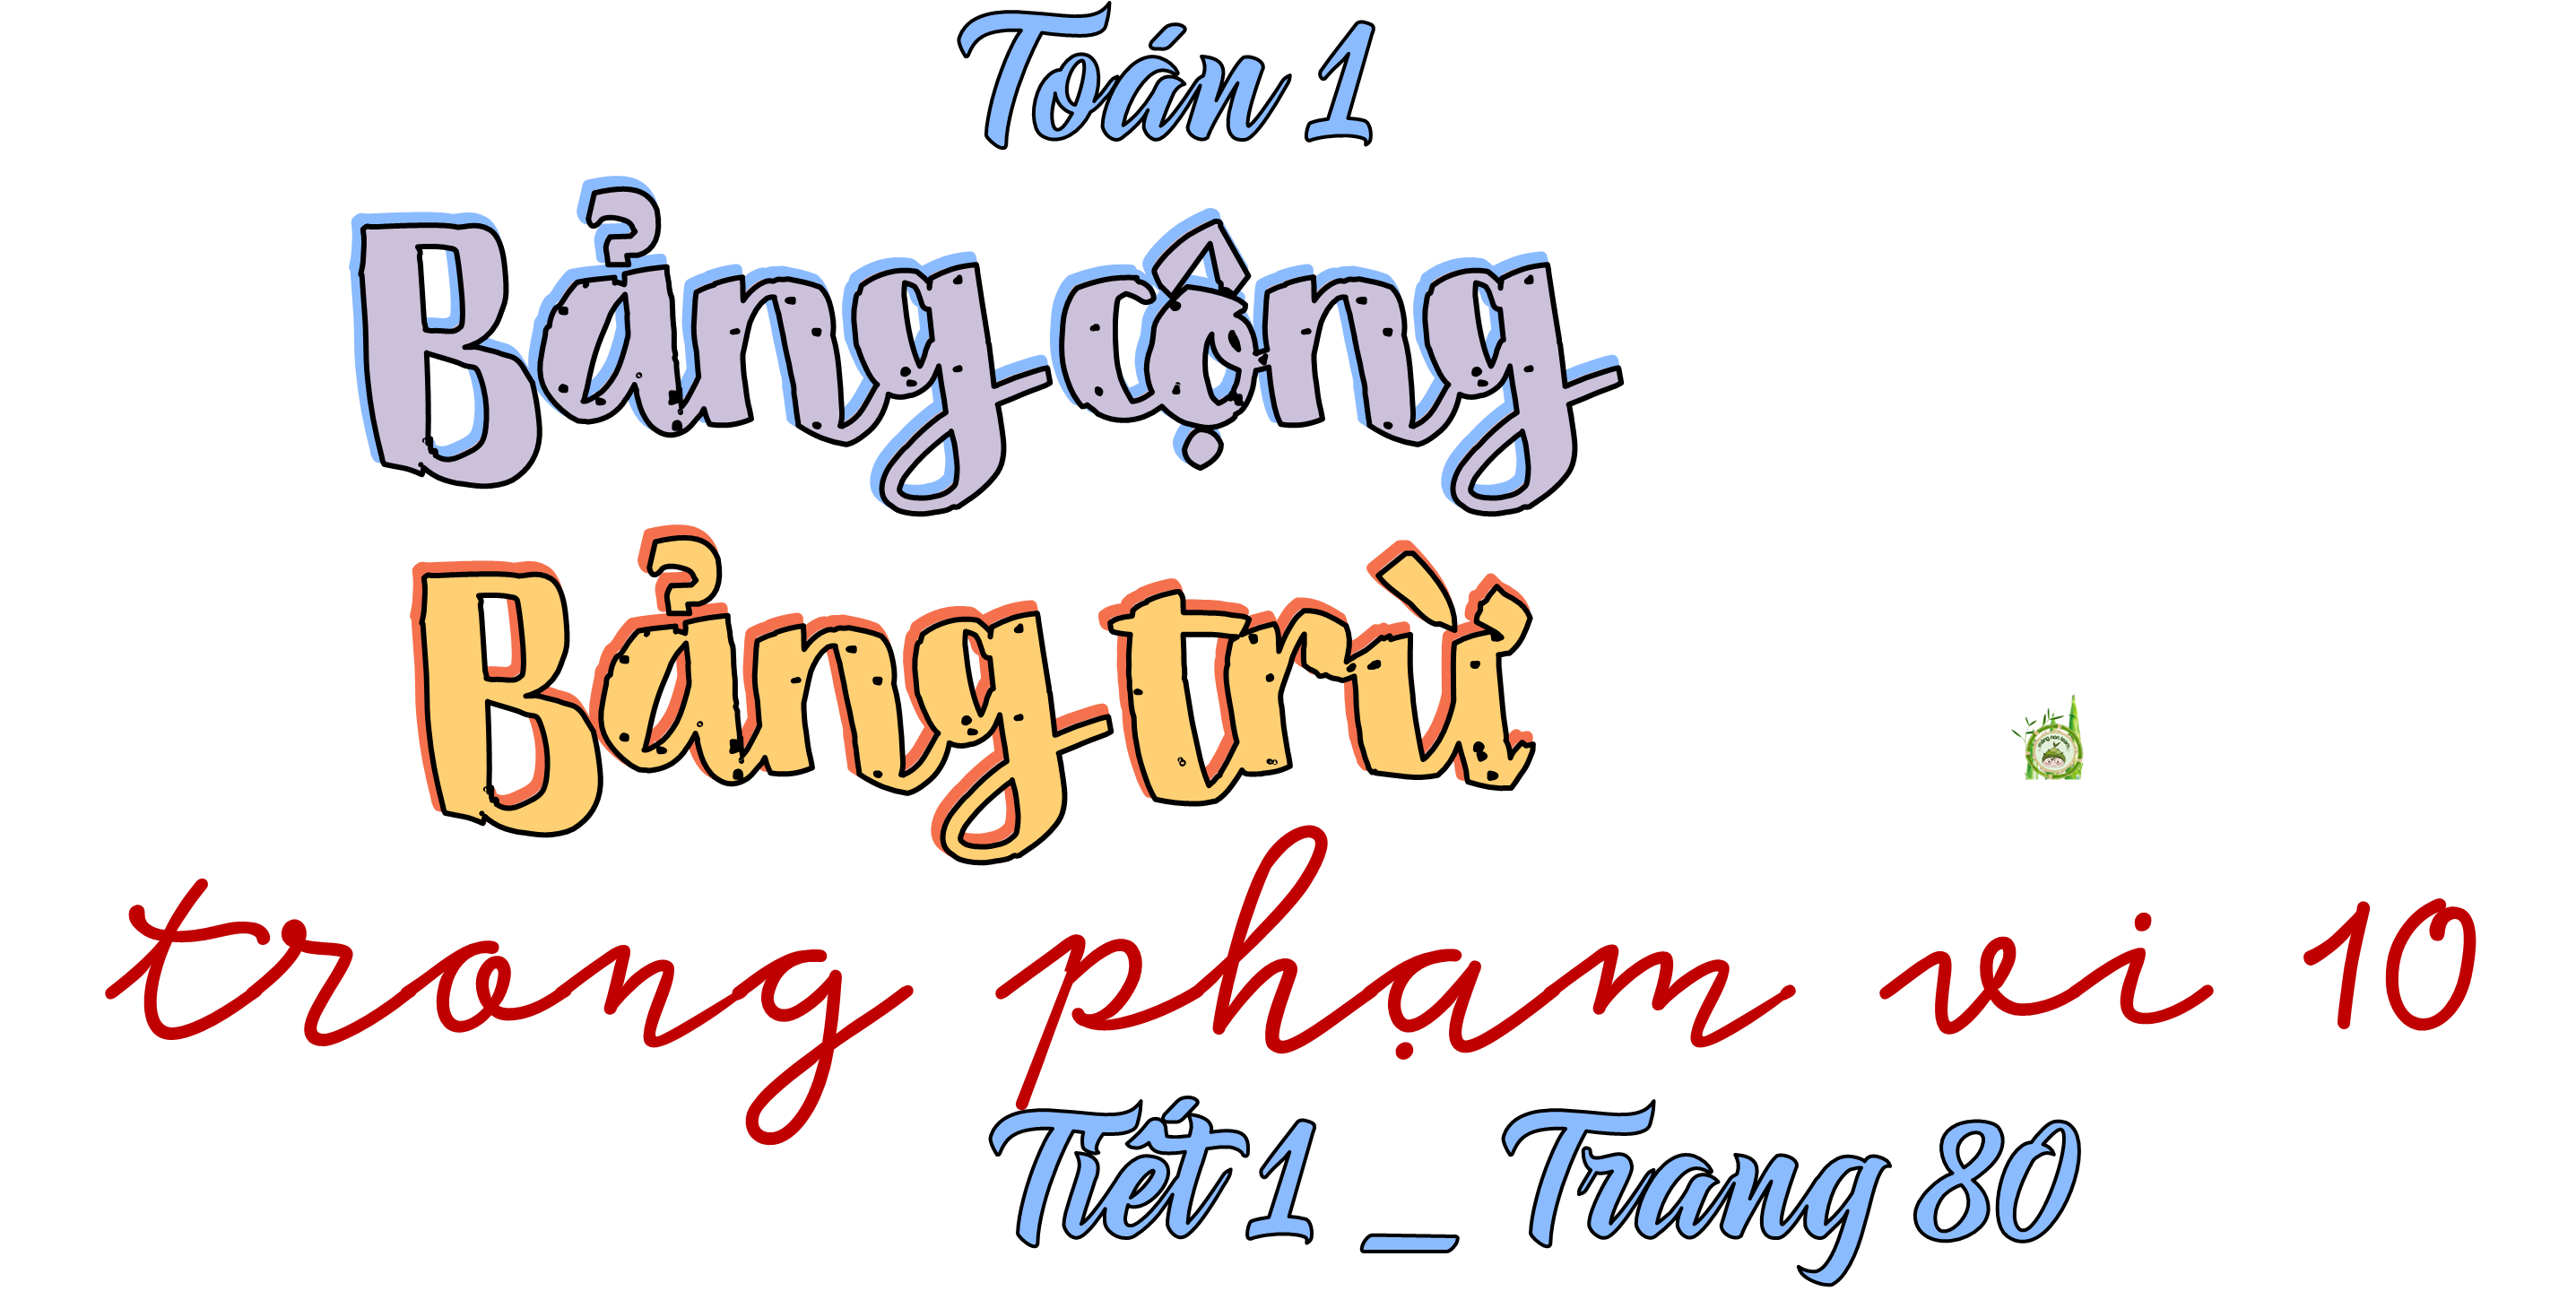 Toán 1
Bảng cộng
Bảng trừ
trong phạm vi 10
Tiết 1 _ Trang 80